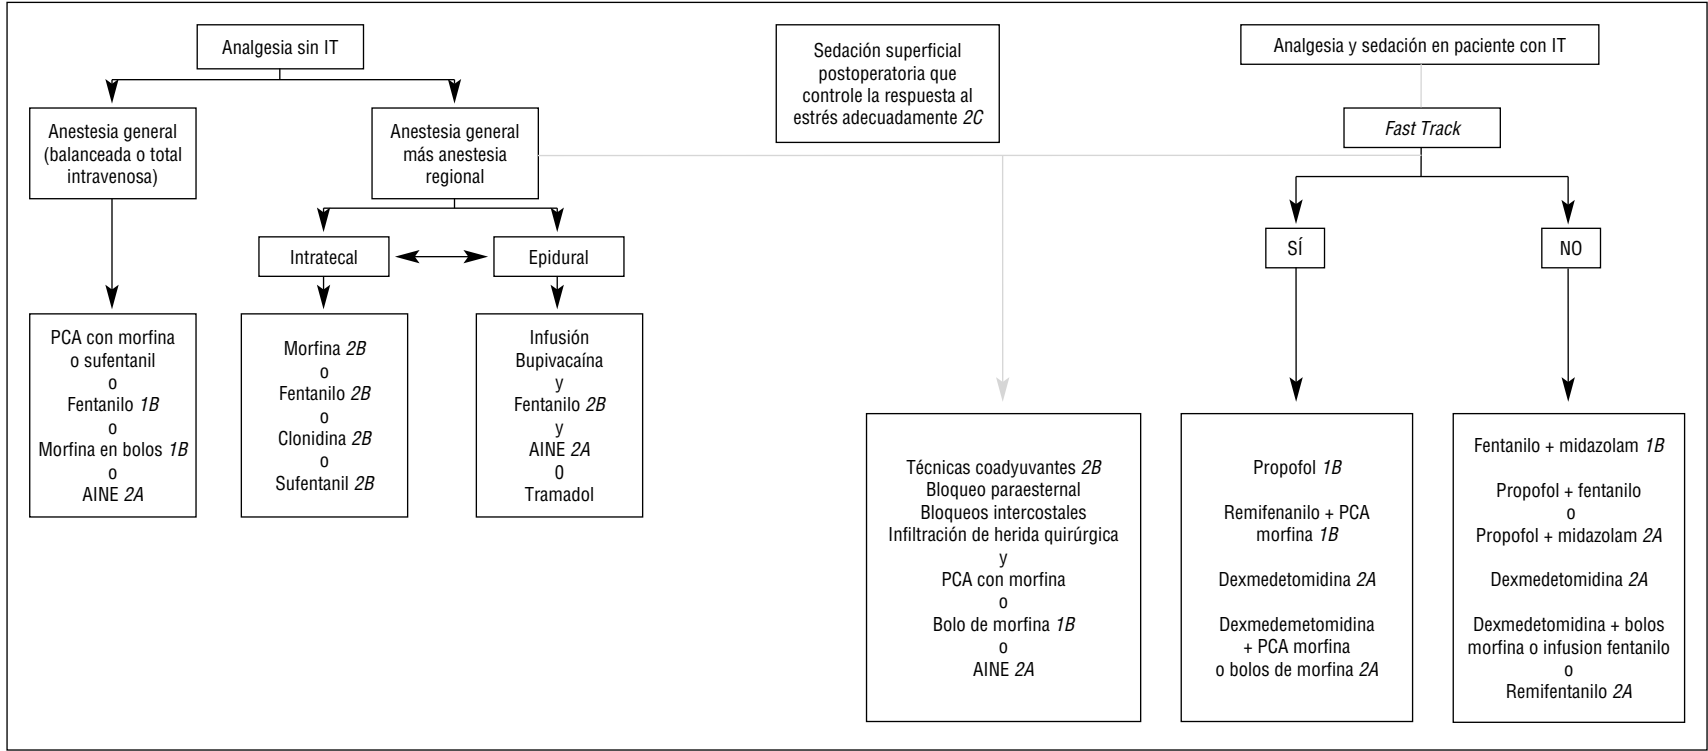 Analgesia sin IT
Anestesia general
(balanceada o total
intravenosa)
Anestesia general
más anestesia
regional
Intratecal
Epidural
PCA con morfina
o sufentanil
o
Fentanilo 1B
o
Morfina en bolos 1B
o
AINE 2A
Morfina 2B
o
Fentanilo 2B
o
Clonidina 2B
o
Sufentanil 2B
Infusión
Bupivacaína
y
Fentanilo 2B
y
AINE 2A
O
Tramadol
Sedación superficial
postoperatoria que
controle la respuesta al
estrés adecuadamente 2C
Técnicas coadyuvantes 2B
Bloqueo paraesternal
Bloqueos intercostales
Infiltración de herida quirúrgica
y
PCA con morfina
o
Bolo de morfina 1B
o
AINE 2A
Analgesia y sedación en paciente con IT
Fast Track
SÍ
NO
Propofol 1B
Remifenanilo + PCA
morfina 1B
Dexmedetomidina 2A
Dexmedemetomidina
+ PCA morfina
o bolos de morfina 2A
Fentanilo + midazolam 1B
Propofol + fentanilo
o
Propofol + midazolam 2A
Dexmedetomidina 2A
Dexmedetomidina + bolos
morfina o infusion fentanilo
o
Remifentanilo 2A